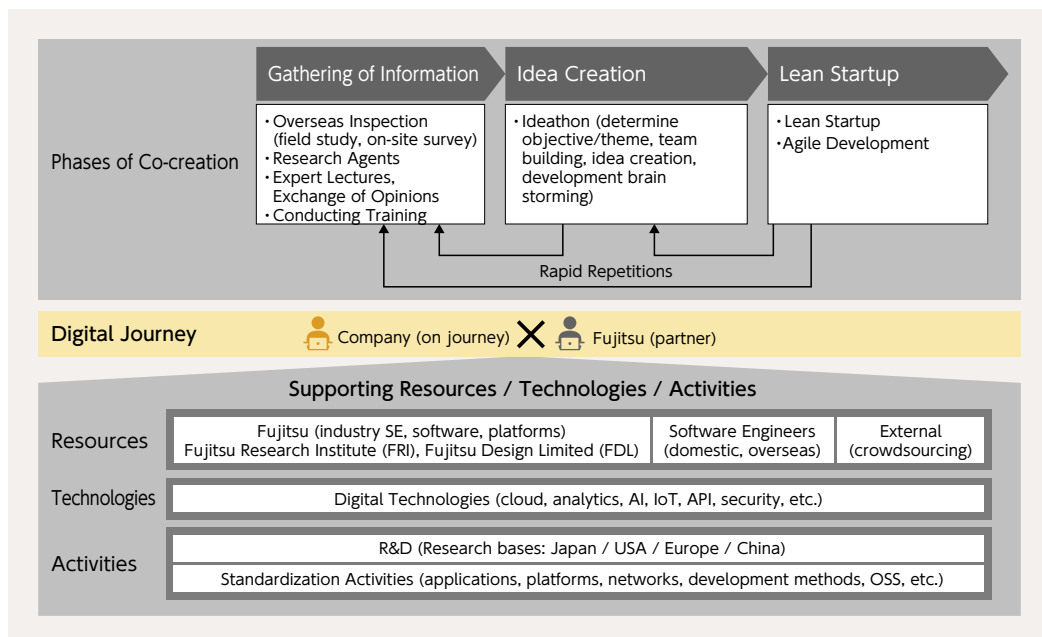 Gathering of Information
Idea Creation
Lean Startup
Phases of Co-creation
・Overseas Inspection
(field study, on-site survey)
・Research Agents
・Expert Lectures,
Exchange of Opinions
・Conducting Training
・Ideathon (determine
objective/theme, team
building, idea creation,
development brain
storming)
・Lean Startup
・Agile Development
Rapid Repetitions
Digital Journey
Company (on journey)
Fujitsu (partner)
Supporting Resources / Technologies / Activities
Resources
Fujitsu (industry SE, software, platforms)
Fujitsu Research Institute (FRI), Fujitsu Design Limited (FDL)
Software Engineers
(domestic, overseas)
External
(crowdsourcing)
Technologies
Digital Technologies (cloud, analytics, AI, IoT, API, security, etc.)
Activities
R&D (Research bases: Japan / USA / Europe / China)
Standardization Activities (applications, platforms, networks, development methods, OSS, etc.)